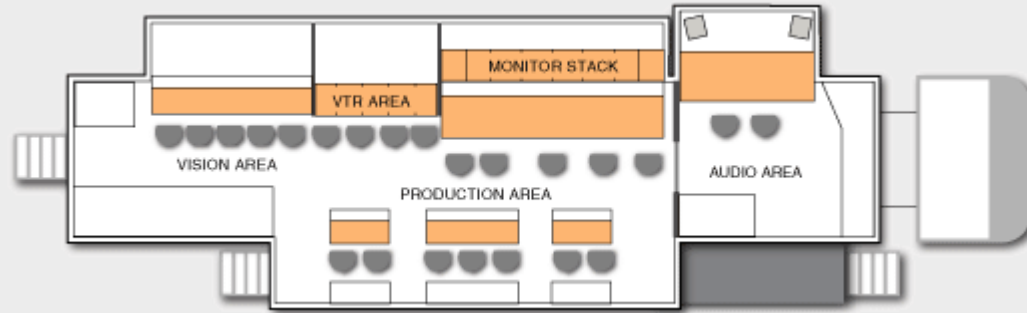 MONITOR STACK
VTR AREA
VISION AREA
AUDIO AREA
PRODUCTION AREA